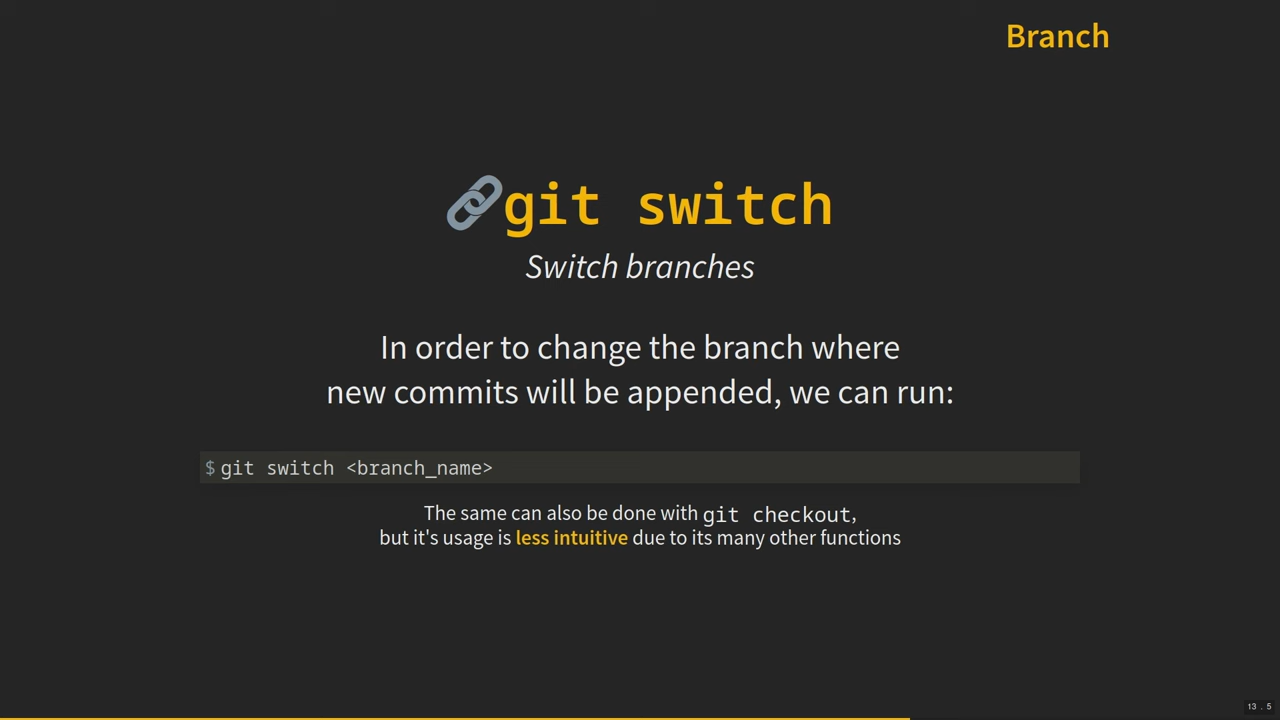 Branch
git switch
Switch branches
In order to change the branch where
new commits will be appended, we can run:
$ git switch <branch_name>
The same can also be done with git checkout,
but it's usage is less intuitive due to its many other functions
13 . 5